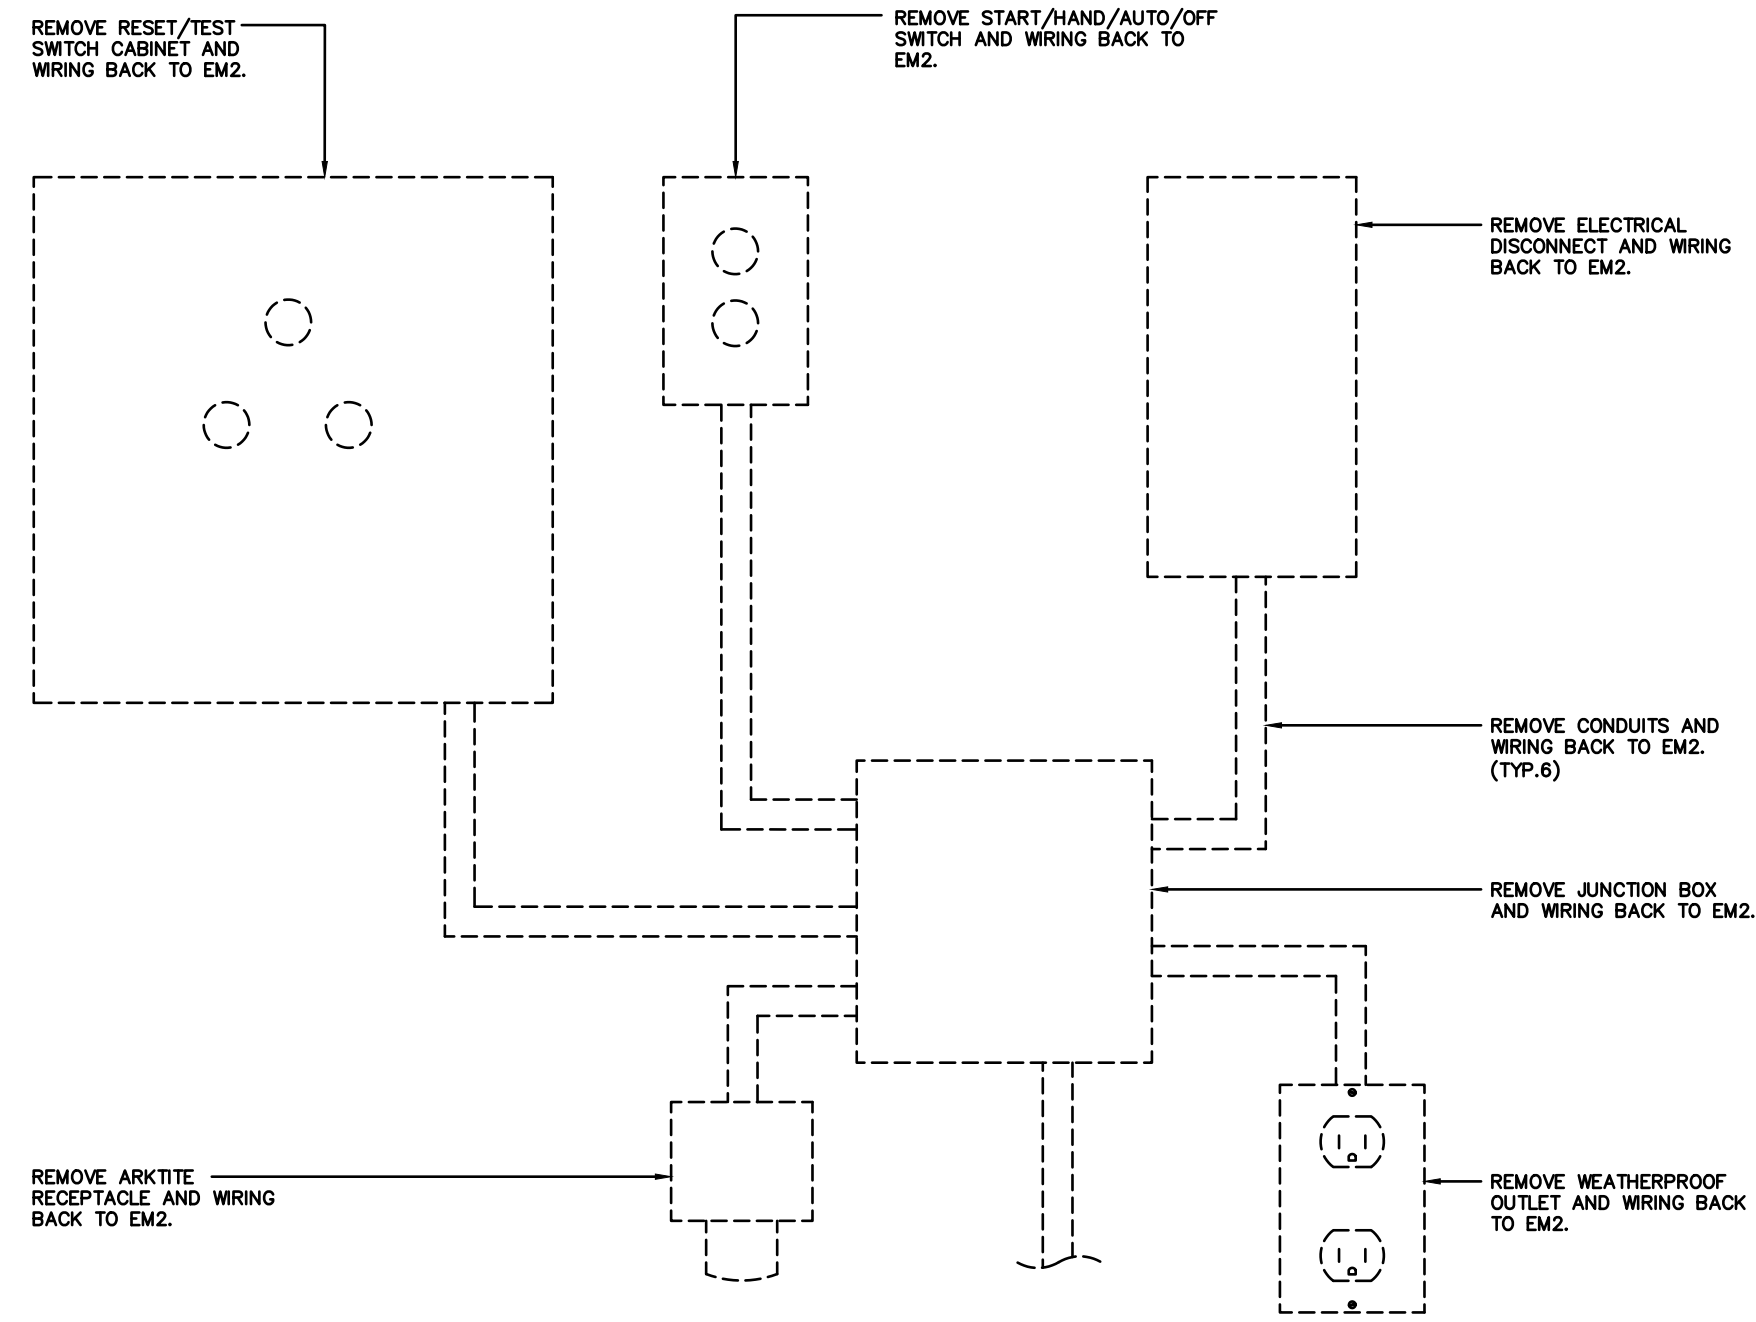 REMOVE RESET/TEST
SWITCH CABINET AND
WIRING BACK TO EM2.
REMOVE START/HAND/AUTO/OFF
SWITCH AND WIRING BACK TO
EM2.
REMOVE ELECTRICAL
DISCONNECT AND WIRING
BACK TO EM2.
REMOVE CONDUITS AND
WIRING BACK TO EM2.
(TYP.6)
REMOVE JUNCTION BOX
AND WIRING BACK TO EM2.
REMOVE ARKTITE
RECEPTACLE AND WIRING
BACK TO EM2.
REMOVE WEATHERPROOF
OUTLET AND WIRING BACK
TO EM2.